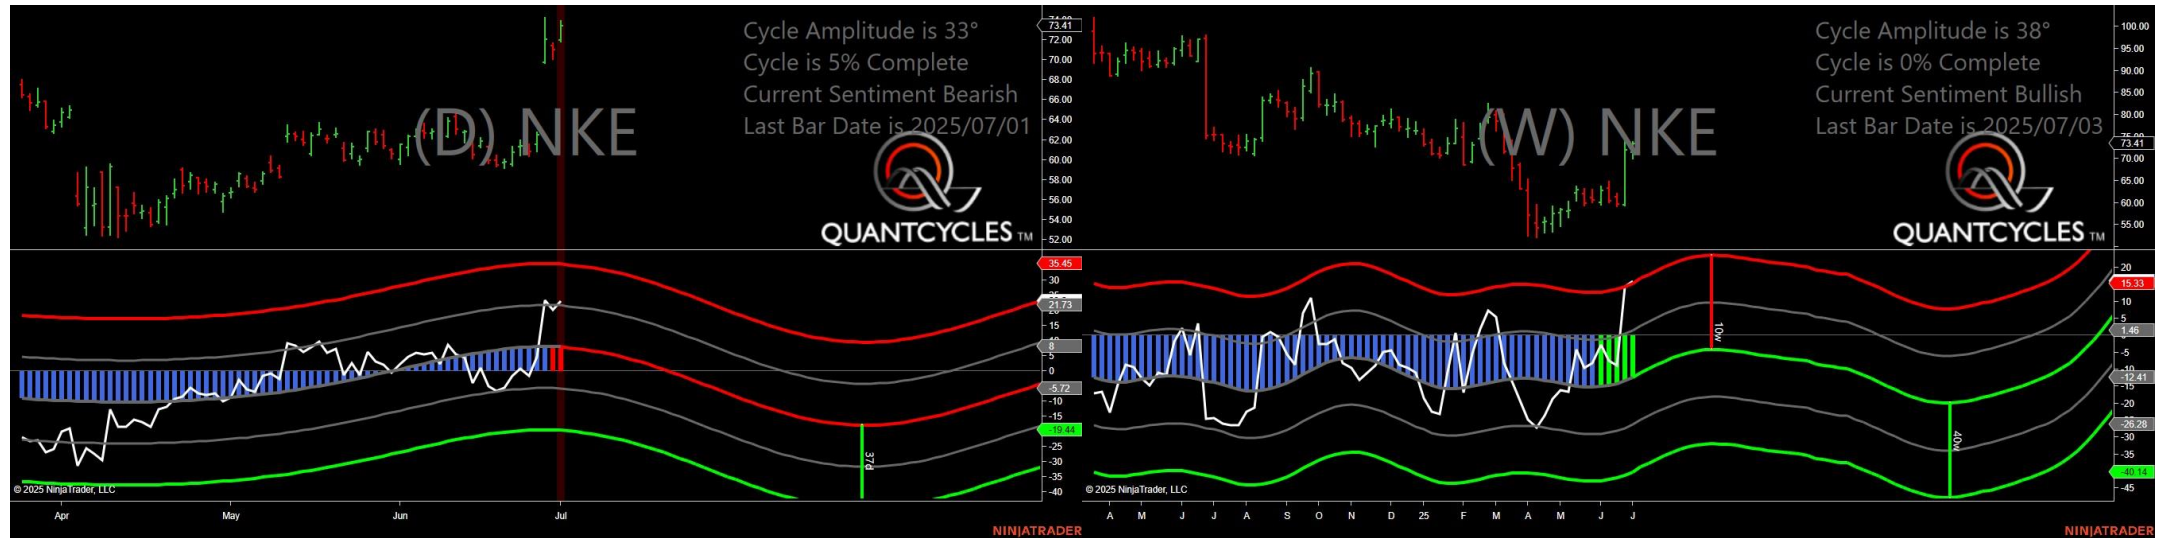 Cycle Amplitude is 33°
Cycle is 5% Complete
Current Sentiment Bearish
Last Bar Date is 2025/07/01
(D) NKE
QUANTCYCLES TM
73.41
72.00
70.00
68.00
66.00
64.00
62.00
60.00
58.00
56.00
54.00
52.00
35.45
30
21.73
15
8
5
0
-5.72
-10
-15
-19.44
-25
-30
-35
-40
37d
© 2025 NinjaTrader, LLC
Apr May Jun Jul
NINJATRADER
Cycle Amplitude is 38°
Cycle is 0% Complete
Current Sentiment Bullish
Last Bar Date is 2025/07/03
(W) NKE
QUANTCYCLES TM
100.00
95.00
90.00
85.00
80.00
73.41
70.00
65.00
60.00
55.00
20
15.33
10
5
1.46
-5
-12.41
-15
-20
-26.28
-30
-35
-40.14
-45
10w
40w
© 2025 NinjaTrader, LLC
A M J J A S O N D 25 F M A M J J
NINJATRADER